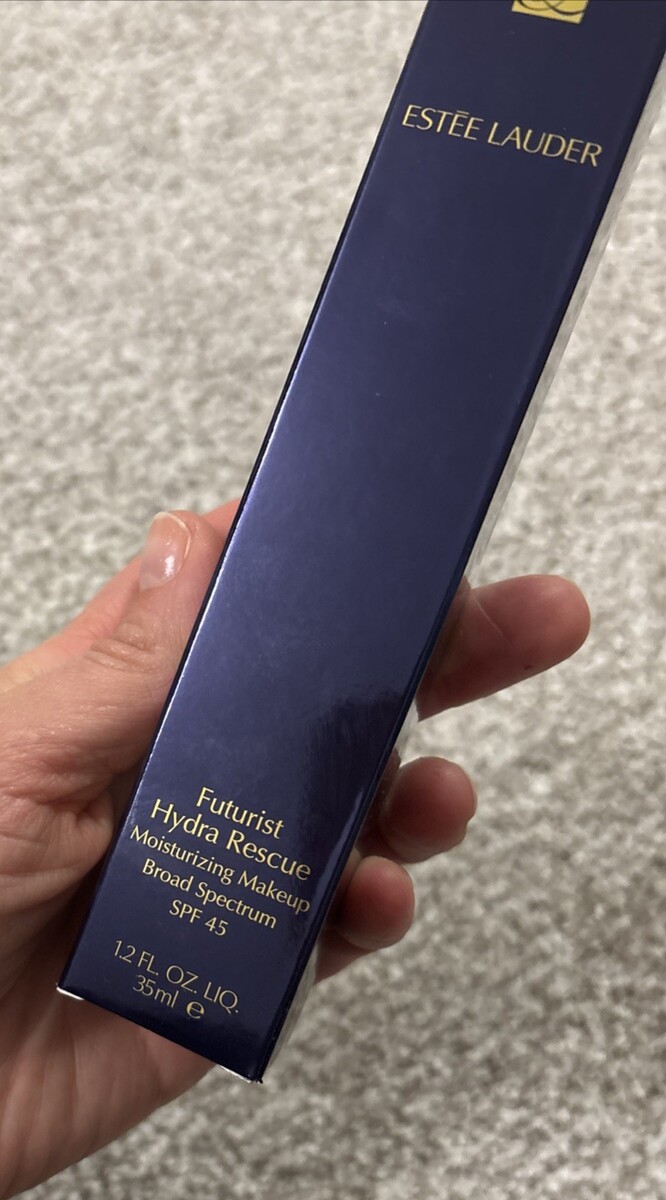 ESTĒE LAUDER
Futurist
Hydra Rescue
Moisturizing Makeup
Broad Spectrum
SPF 45
1.2 FL. OZ. LIQ.
35ml ℮